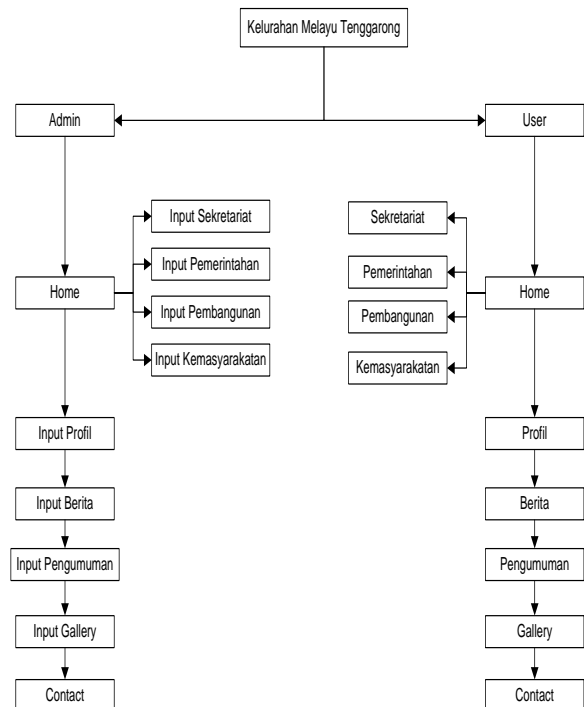 Kelurahan Melayu Tenggarong
Admin
User
Input Sekretariat
Input Pemerintahan
Input Pembangunan
Input Kemasyarakatan
Sekretariat
Pemerintahan
Pembangunan
Kemasyarakatan
Home
Home
Input Profil
Profil
Input Berita
Berita
Input Pengumuman
Pengumuman
Input Gallery
Gallery
Contact
Contact